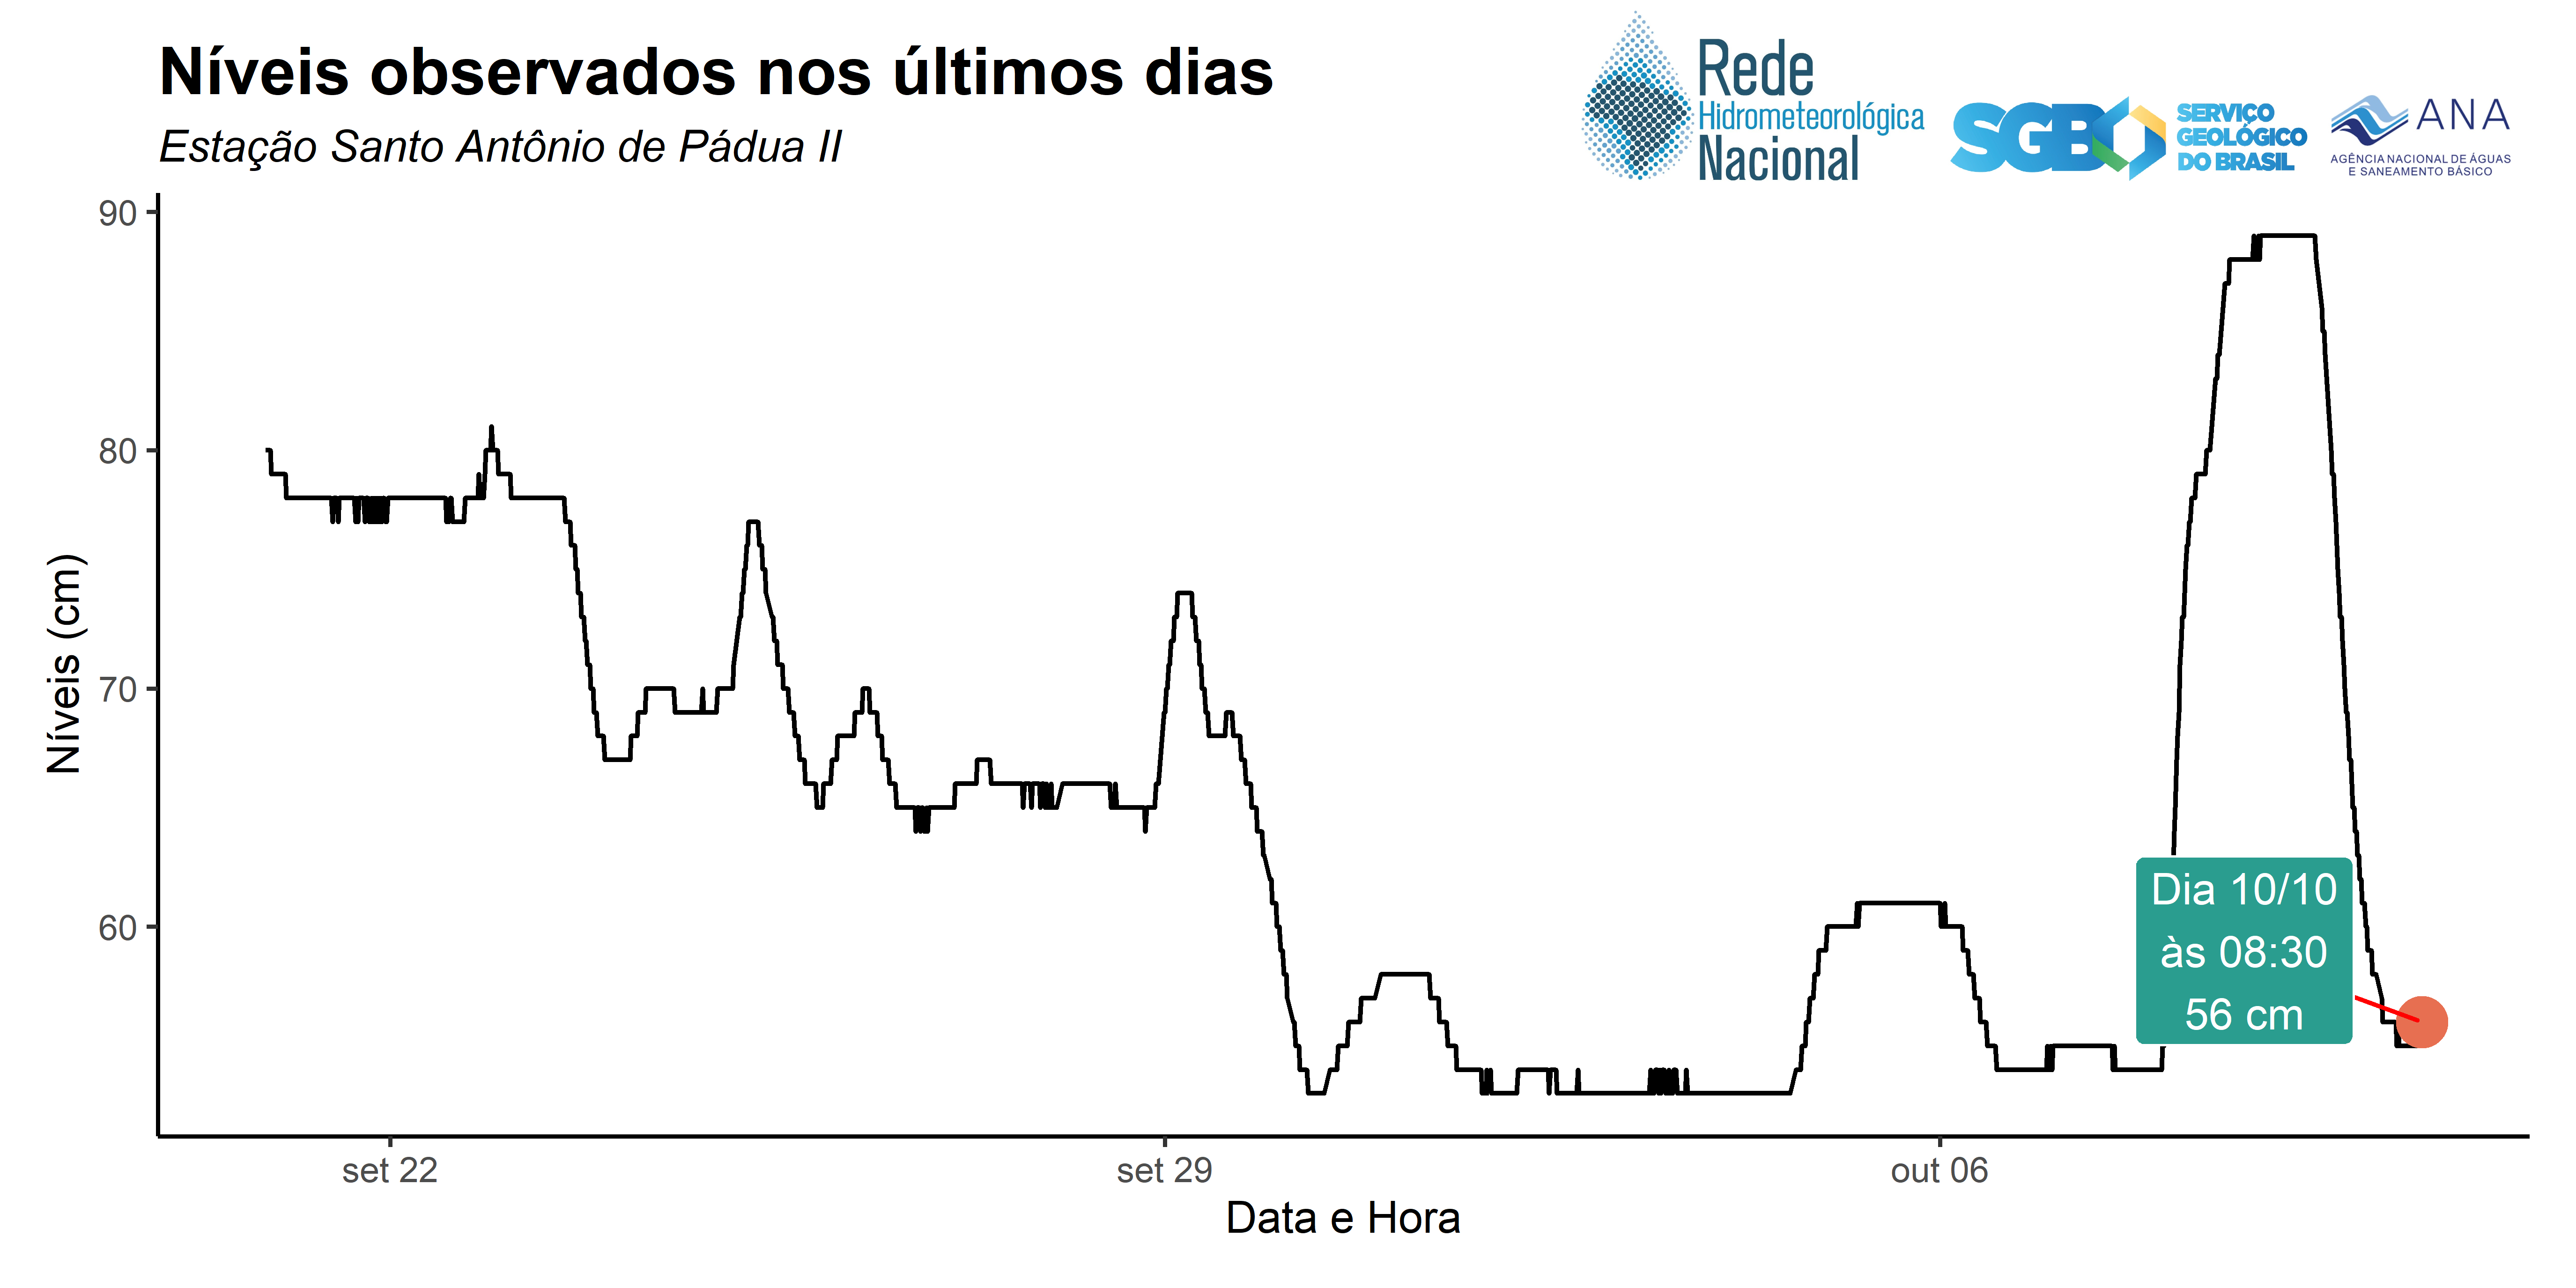 Níveis observados nos últimos dias
Estação Santo Antônio de Pádua II
Rede
Hidrometeorológica
Nacional
SGB
SERVIÇO
GEOLÓGICO
DO BRASIL
ANA
AGÊNCIA NACIONAL DE ÁGUAS
E SANEAMENTO BÁSICO
Níveis (cm)
90
80
70
60
Dia 10/10
às 08:30
56 cm
set 22
set 29
out 06
Data e Hora